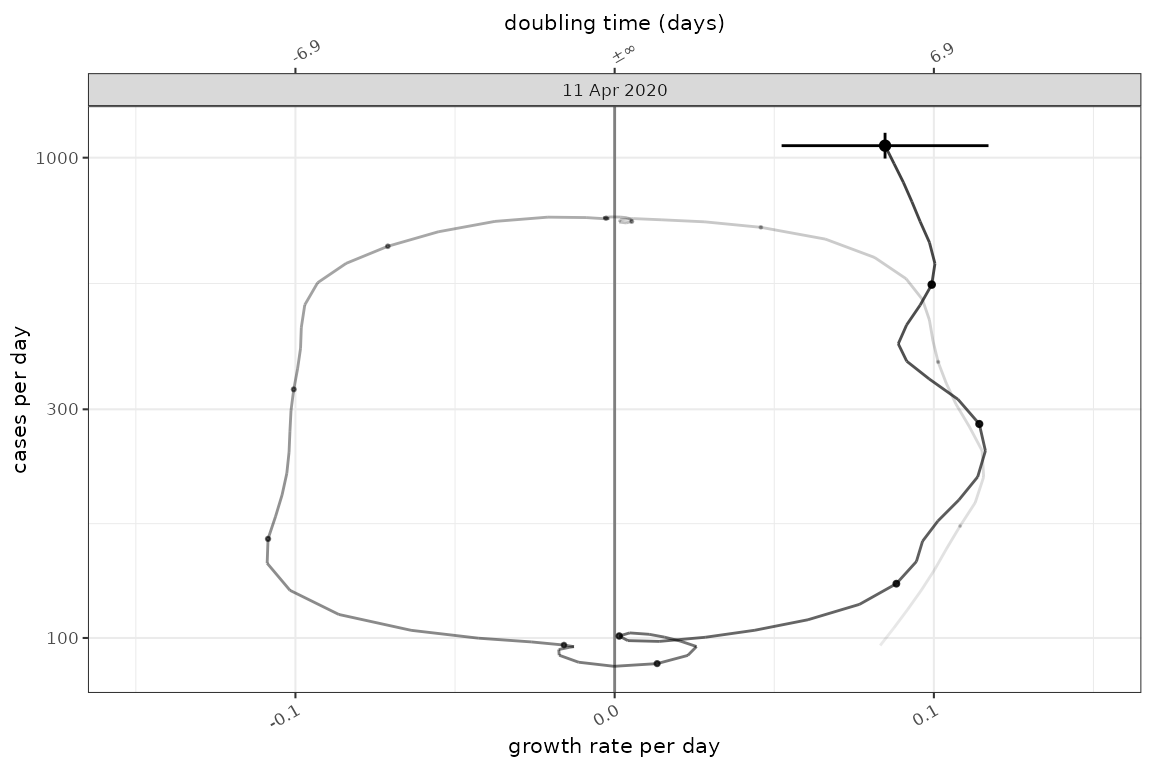 doubling time (days)
-6.9
±∞
6.9
11 Apr 2020
1000
300
100
cases per day
-0.1
0.0
0.1
growth rate per day